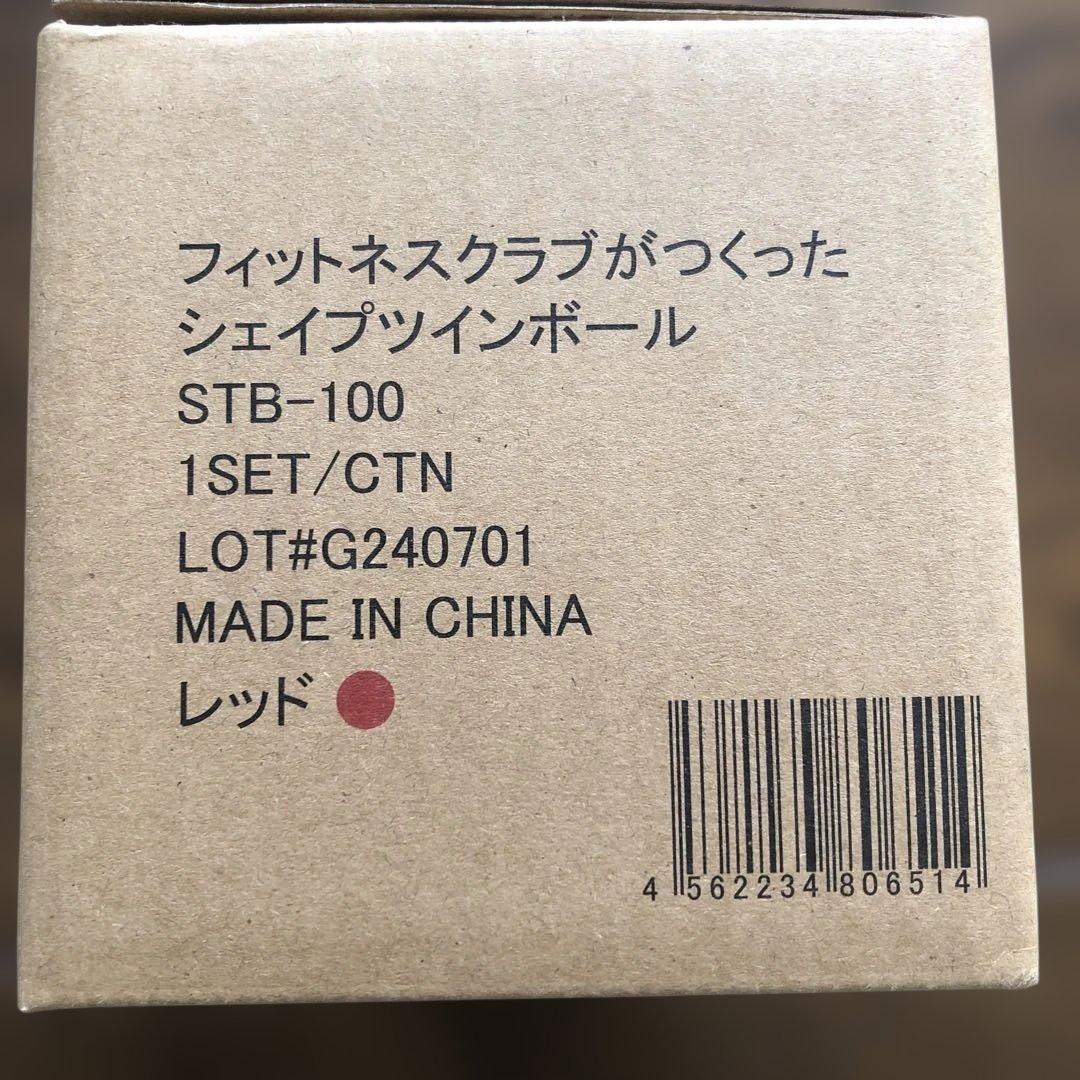 フィットネスクラブがつくった
シェイプツインボール
STB-100
1SET/CTN
LOT#G240701
MADE IN CHINA
レッド
4 562234 806514